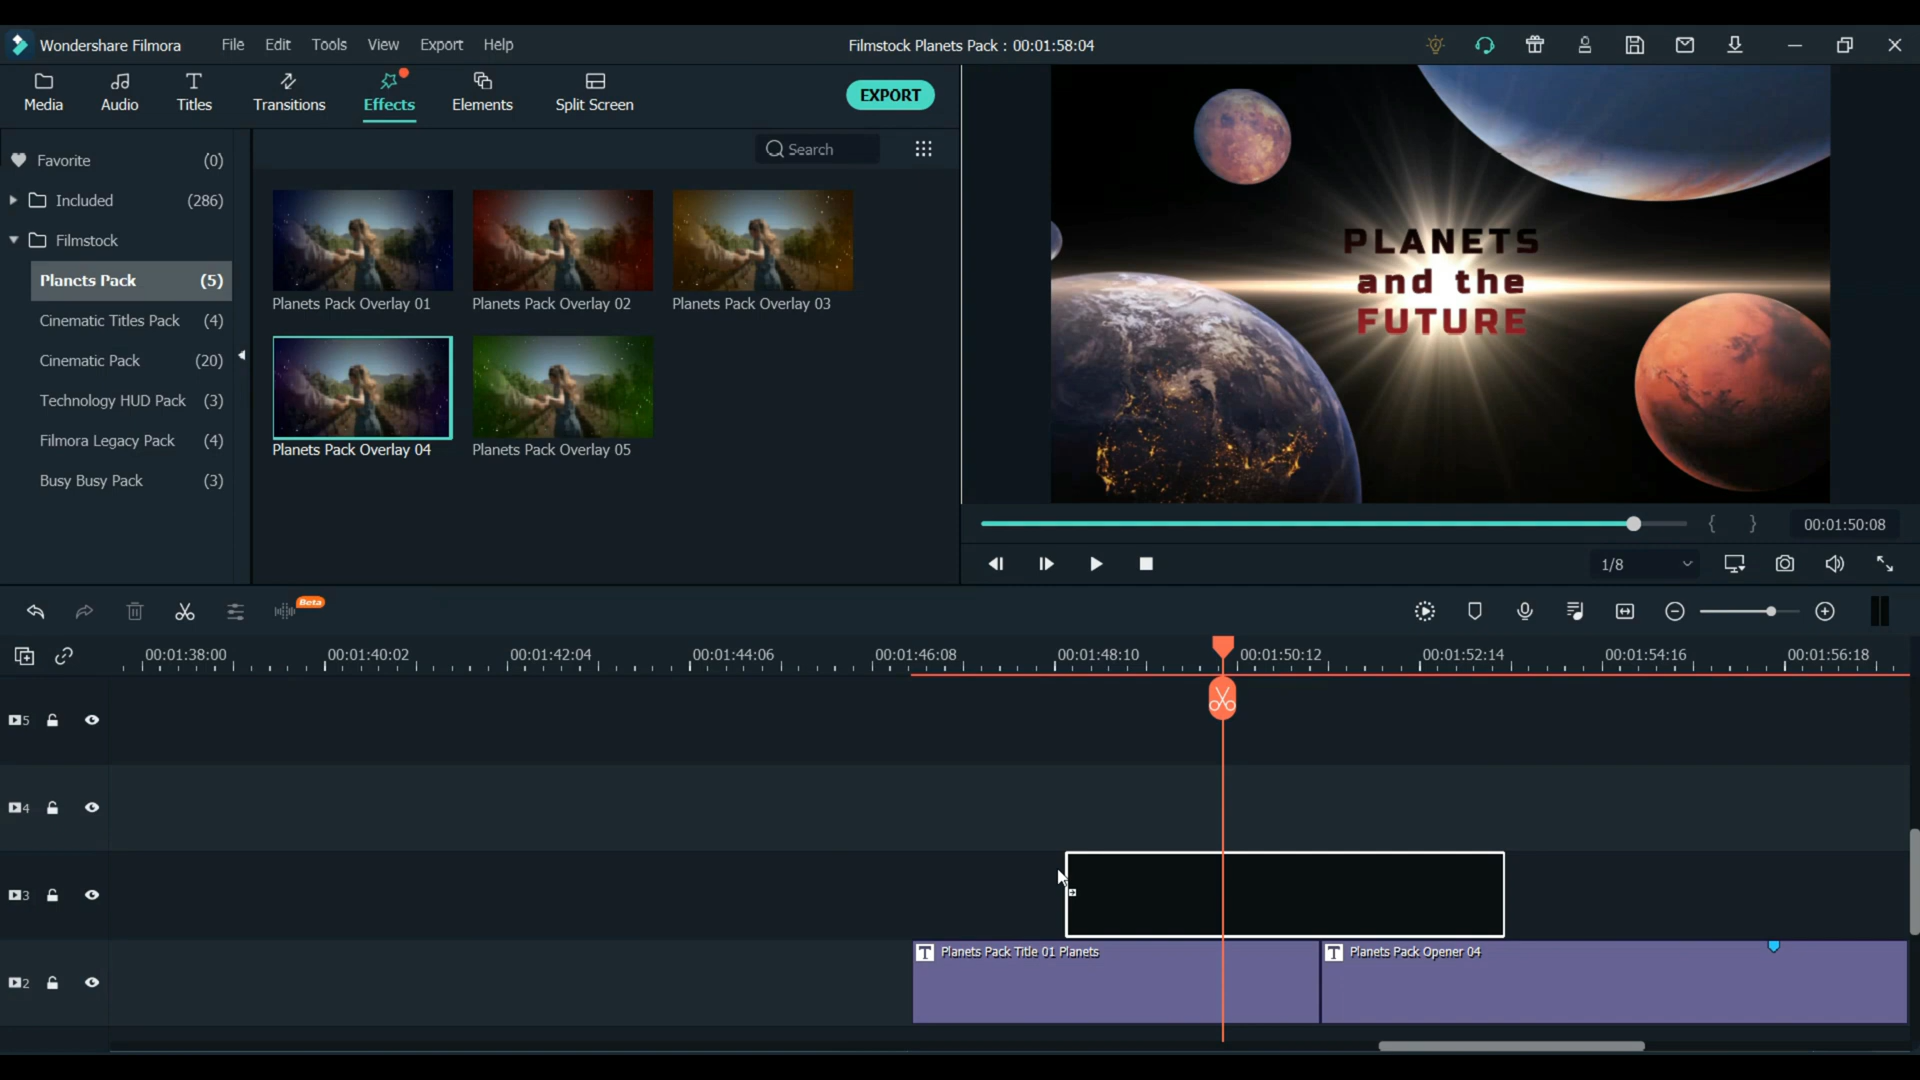 Wondershare Filmora
File Edit Tools View Export Help
Filmstock Planets Pack : 00:01:58:04
Media Audio Titles Transitions Effects Elements Split Screen
EXPORT
Favorite (0)
Included (286)
Filmstock
Planets Pack (5)
Cinematic Titles Pack (4)
Cinematic Pack (20)
Technology HUD Pack (3)
Filmora Legacy Pack (4)
Busy Busy Pack (3)
Search
Planets Pack Overlay 01
Planets Pack Overlay 02
Planets Pack Overlay 03
Planets Pack Overlay 04
Planets Pack Overlay 05
PLANETS
and the
FUTURE
00:01:50:08
1/8
Beta
00:01:38:00 00:01:40:02 00:01:42:04 00:01:44:06 00:01:46:08 00:01:48:10 00:01:50:12 00:01:52:14 00:01:54:16 00:01:56:18
5
4
3
2
T Planets Pack Title 01 Planets
T Planets Pack Opener 04